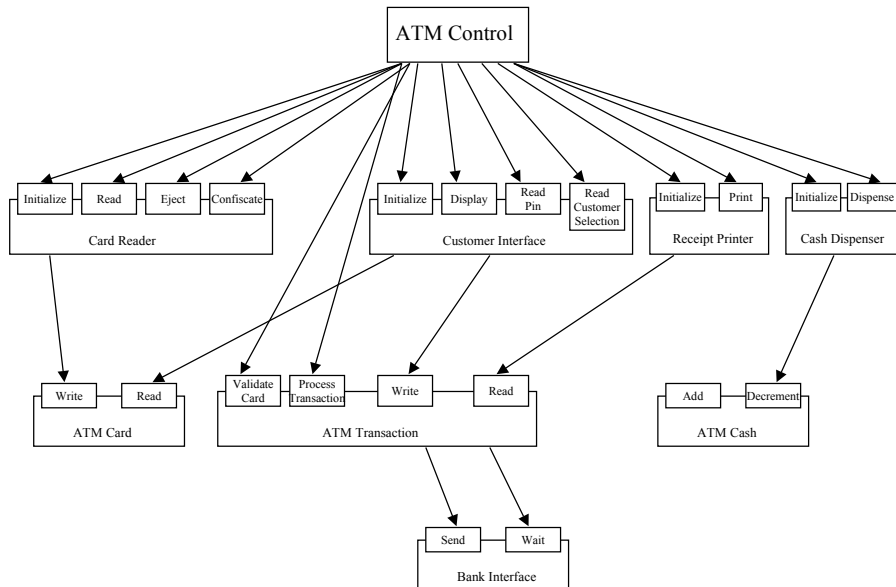 ATM Control
Initialize
Read
Eject
Confiscate
Card Reader
Initialize
Display
Read
Pin
Read
Customer
Selection
Customer Interface
Initialize
Print
Receipt Printer
Initialize
Dispense
Cash Dispenser
Write
Read
ATM Card
Validate
Card
Process
Transaction
Write
Read
ATM Transaction
Add
Decrement
ATM Cash
Send
Wait
Bank Interface